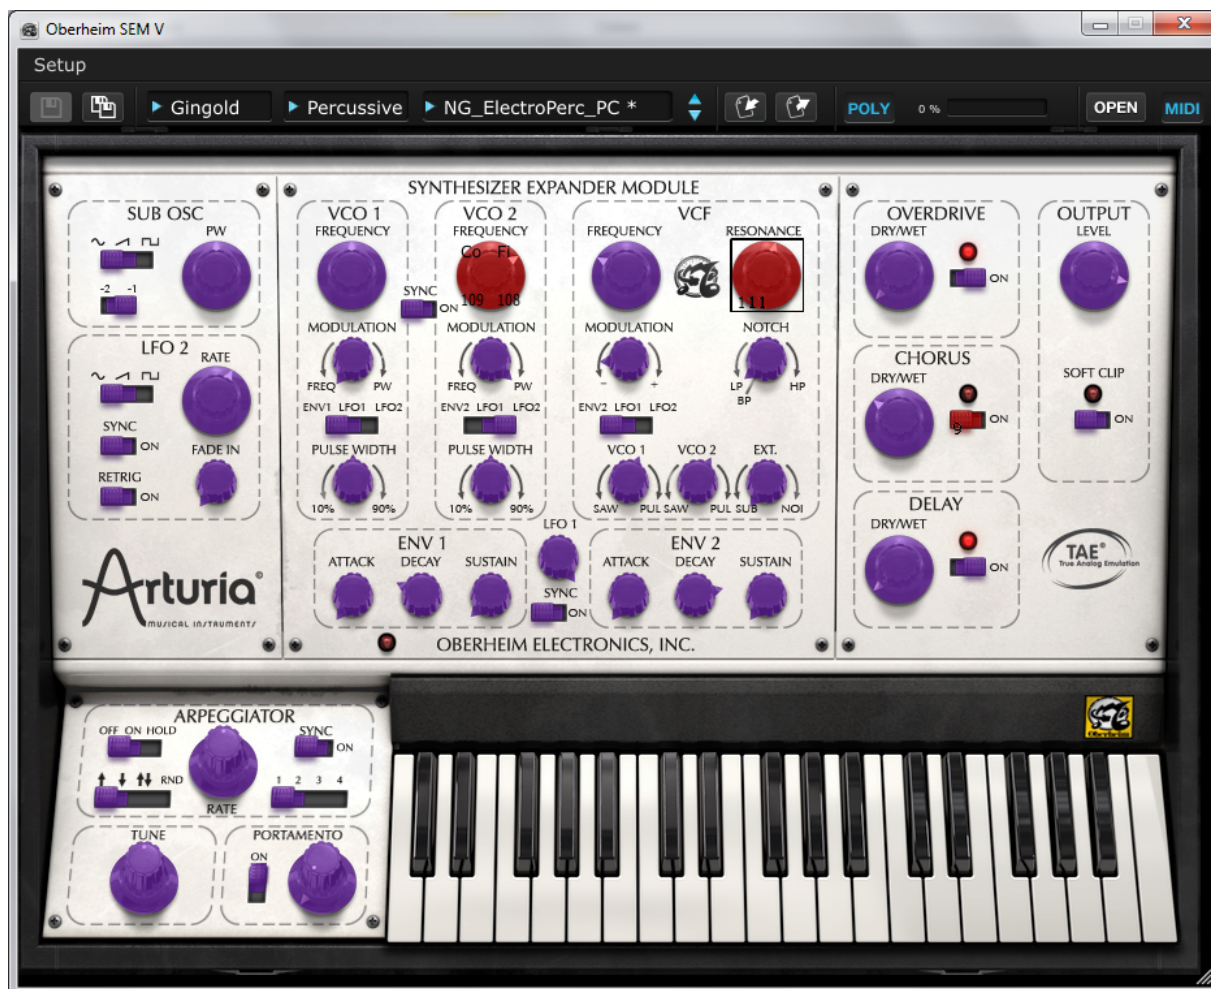 Oberheim SEM V
Setup
Gingold Percussive NG_ElectroPerc_PC * POLY 0 % OPEN MIDI
SYNTHESIZER EXPANDER MODULE
SUB OSC VCO 1 VCO 2 VCF OVERDRIVE OUTPUT
PW FREQUENCY FREQUENCY FREQUENCY RESONANCE DRY/WET LEVEL
Co Fi
ON
-2 -1 SYNC ON 109 108 111
LFO 2 MODULATION MODULATION MODULATION NOTCH CHORUS
RATE DRY/WET SOFT CLIP
FREQ PW FREQ PW - + LP HP
BP
ENV1 LFO1 LFO2 ENV2 LFO1 LFO2 ENV2 LFO1 LFO2
SYNC ON 9 ON ON
FADE IN PULSE WIDTH PULSE WIDTH VCO 1 VCO 2 EXT.
RETRIG ON
10% 90% 10% 90% SAW PUL SAW PUL SUB NOI DELAY
LFO 1 DRY/WET
ENV 1 ENV 2
ATTACK DECAY SUSTAIN ATTACK DECAY SUSTAIN ON
TAE®
True Analog Emulation
Arturia©
MUSICAL INSTRUMENTS
SYNC ON
OBERHEIM ELECTRONICS, INC.
ARPEGGIATOR
OFF ON HOLD SYNC ON
RND 1 2 3 4
RATE
Oberheim
TUNE PORTAMENTO
ON